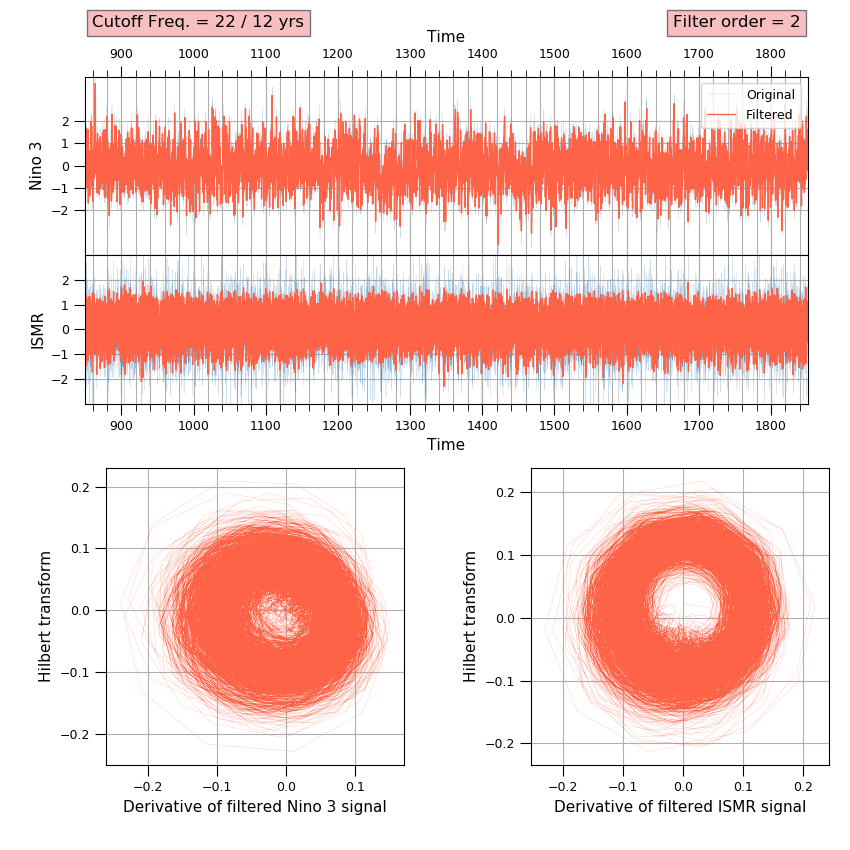 Cutoff Freq. = 22 / 12 yrs
Filter order = 2
Time
900 1000 1100 1200 1300 1400 1500 1600 1700 1800
Original
Filtered
Nino 3
2
1
0
−1
−2
ISMR
2
1
0
−1
−2
900 1000 1100 1200 1300 1400 1500 1600 1700 1800
Time
Hilbert transform
0.2
0.1
0.0
−0.1
−0.2
−0.2 −0.1 0.0 0.1
Derivative of filtered Nino 3 signal
Hilbert transform
0.2
0.1
0.0
−0.1
−0.2
−0.2 −0.1 0.0 0.1 0.2
Derivative of filtered ISMR signal